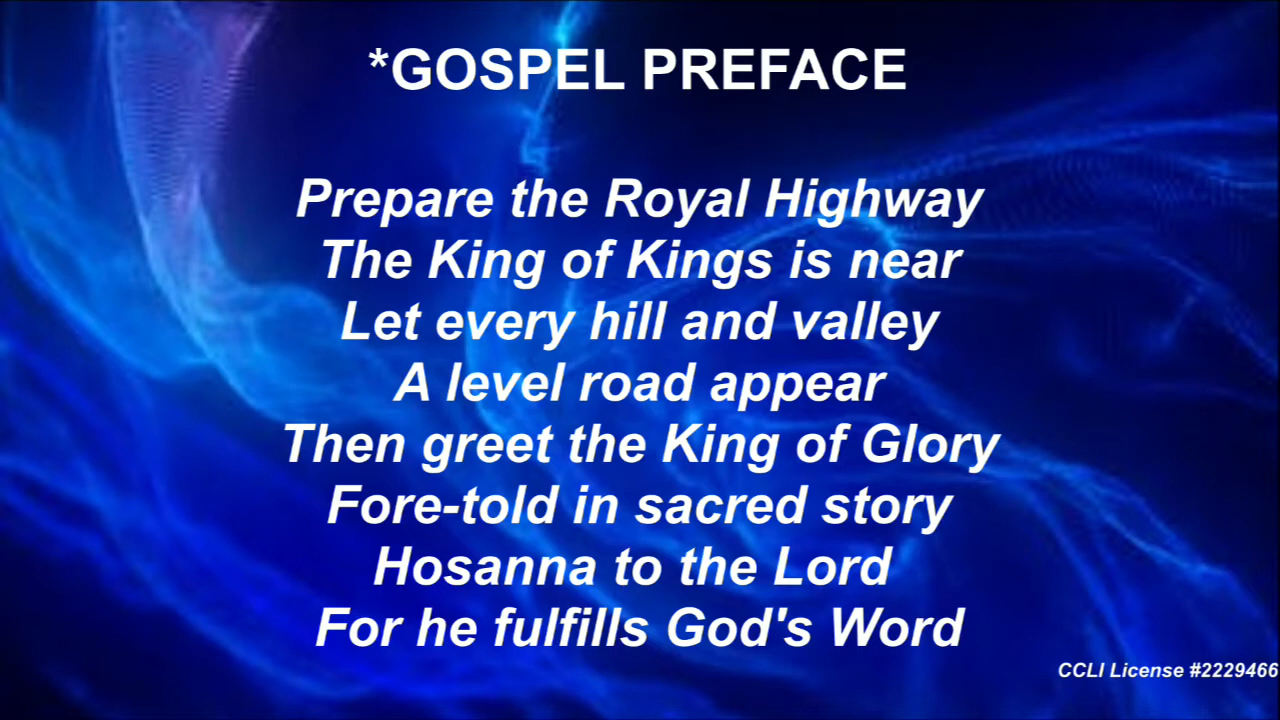 *GOSPEL PREFACE
Prepare the Royal Highway
The King of Kings is near
Let every hill and valley
A level road appear
Then greet the King of Glory
Fore-told in sacred story
Hosanna to the Lord
For he fulfills God's Word
CCLI License #2229466